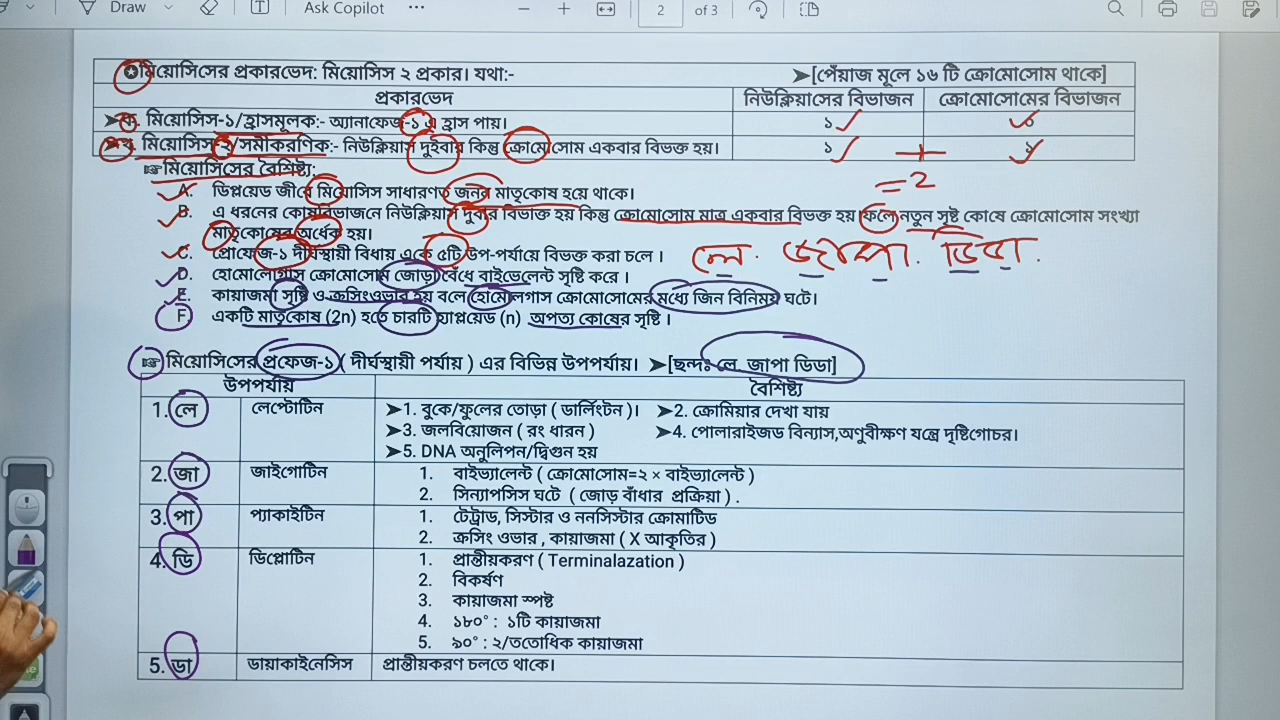 Draw Ask Copilot ... 2 of 3
✪মিয়োসিসের প্রকারভেদ: মিয়োসিস ২ প্রকার। যথা:- ➤[পেঁয়াজ মূলে ১৬ টি ক্রোমোসোম থাকে]
প্রকারভেদ নিউক্লিয়াসের বিভাজন ক্রোমোসোমের বিভাজন
➤ক. মিয়োসিস-১/হ্রাসমূলক:- অ্যানাফেজ-১ এ হ্রাস পায়। ১
➤খ. মিয়োসিস-২/সমীকরণিক:- নিউক্লিয়াস দুইবার কিন্তু ক্রোমোসোম একবার বিভক্ত হয়। ১ ১
= 2
☞মিয়োসিসের বৈশিষ্ট্য:
A. ডিপ্লয়েড জীবে মিয়োসিস সাধারণত জনন মাতৃকোষ হয়ে থাকে।
B. এ ধরনের কোষবিভাজনে নিউক্লিয়াস দুবার বিভাক্ত হয় কিন্তু ক্রোমোসোম মাত্র একবার বিভক্ত হয় ফলে নতুন সৃষ্ট কোষে ক্রোমোসোম সংখ্যা
মাতৃকোষের অর্ধেক হয়।
C. প্রোফেজ-১ দীর্ঘস্থায়ী বিধায় একে ৫টি উপ-পর্যায়ে বিভক্ত করা চলে।
লে. জাপা. ডিডা.
D. হোমোলোগাস ক্রোমোসোম জোড়া বেঁধে বাইভেলেন্ট সৃষ্টি করে ।
E. কায়াজমা সৃষ্টি ও ক্রসিংওভার হয় বলে হোমোলগাস ক্রোমোসোমের মধ্যে জিন বিনিময় ঘটে।
F. একটি মাতৃকোষ (2n) হতে চারটি হ্যাপ্লয়েড (n) অপত্য কোষের সৃষ্টি ।
☞ মিয়োসিসের প্রফেজ-১ ( দীর্ঘস্থায়ী পর্যায় ) এর বিভিন্ন উপপর্যায়। ➤[ছন্দঃ লে. জাপা ডিডা]
উপপর্যায় বৈশিষ্ট্য
1. লে লেপ্টোটিন ➤1. বুকে/ফুলের তোড়া ( ডার্লিংটন )। ➤2. ক্রোমিয়ার দেখা যায়
➤3. জলবিয়োজন ( রং ধারন ) ➤4. পোলারাইজড বিন্যাস,অণুবীক্ষণ যন্ত্রে দৃষ্টিগোচর।
➤5. DNA অনুলিপন/দ্বিগুন হয়
2. জা জাইগোটিন 1. বাইভ্যালেন্ট ( ক্রোমোসোম=২ × বাইভ্যালেন্ট )
2. সিন্যাপসিস ঘটে ( জোড় বাঁধার প্রক্রিয়া ) .
3. পা প্যাকাইটিন 1. টেট্রাড, সিস্টার ও ননসিস্টার ক্রোমাটিড
2. ক্রসিং ওভার , কায়াজমা ( X আকৃতির )
4. ডি ডিপ্লোটিন 1. প্রান্তীয়করণ ( Terminalazation )
2. বিকর্ষণ
3. কায়াজমা স্পষ্ট
4. ১৮০° : ১টি কায়াজমা
5. ৯০° : ২/ততোধিক কায়াজমা
5. ডা ডায়াকাইনেসিস প্রান্তীয়করণ চলতে থাকে।